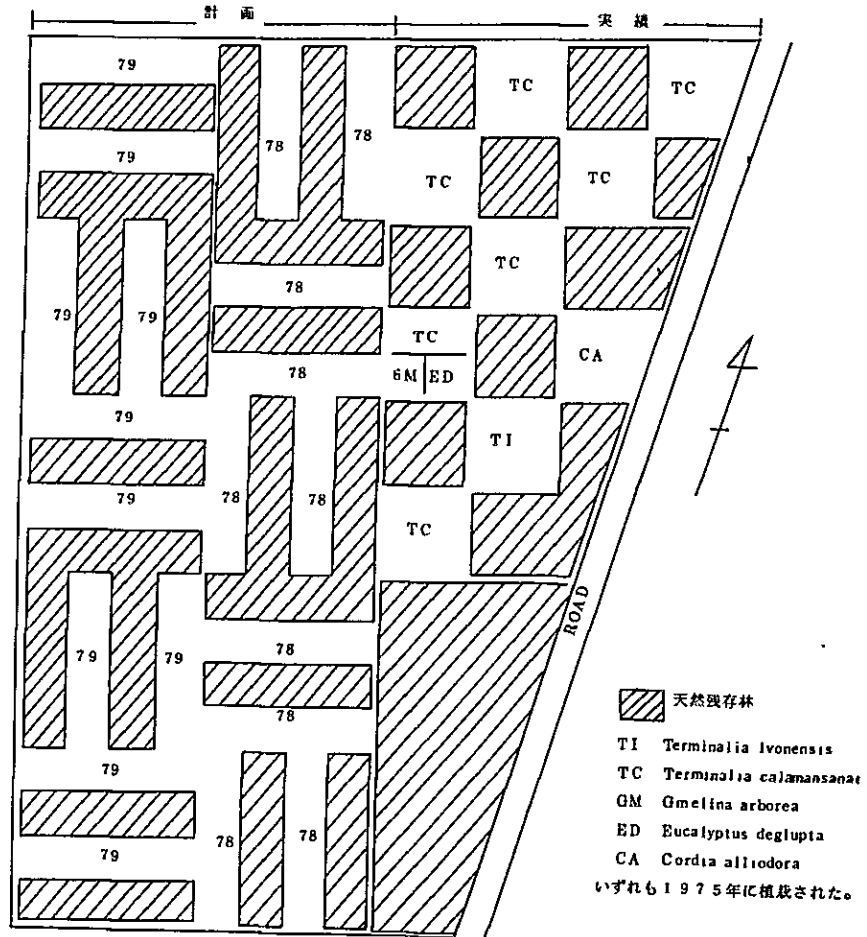 計画 実績
79 TC TC
78 78
79 TC TC
TC
79 79 78
TC
78 CA
6M ED
79 TI
79 78 78
TC
ROAD
79 79 78
78
天然残存林
TI Terminalia Ivonensis
79 TC Terminalia calamansanae
GM Gmelina arborea
78 78 ED Eucalyptus deglupta
79 CA Cordia alliodora
いずれも1975年に植栽された。